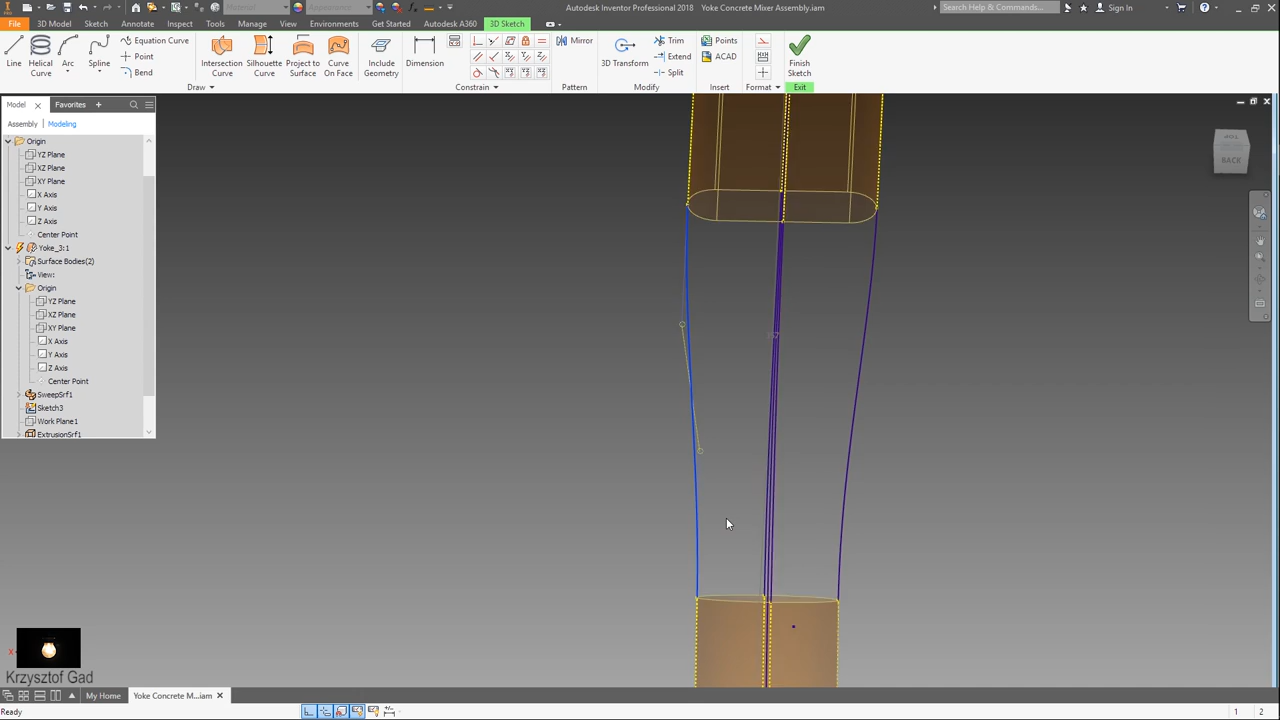 Material
Appearance
Autodesk Inventor Professional 2018
Yoke Concrete Mixer Assembly.iam
Search Help & Commands...
Sign In
File
3D Model
Sketch
Annotate
Inspect
Tools
Manage
View
Environments
Get Started
Autodesk A360
3D Sketch
Line
Helical Curve
Arc
Spline
Equation Curve
Point
Bend
Intersection Curve
Silhouette Curve
Project to Surface
Curve On Face
Include Geometry
Dimension
Mirror
3D Transform
Trim
Extend
Split
Points
ACAD
Finish Sketch
Draw
Constrain
Pattern
Modify
Insert
Format
Exit
Model
Favorites
Assembly
Modeling
Origin
YZ Plane
XZ Plane
XY Plane
X Axis
Y Axis
Z Axis
Center Point
Yoke_3:1
Surface Bodies(2)
View:
Origin
YZ Plane
XZ Plane
XY Plane
X Axis
Y Axis
Z Axis
Center Point
SweepSrf1
Sketch3
Work Plane1
ExtrusionSrf1
TOP
BACK
X
Krzysztof Gad
My Home
Yoke Concrete M...iam
Ready
1
2